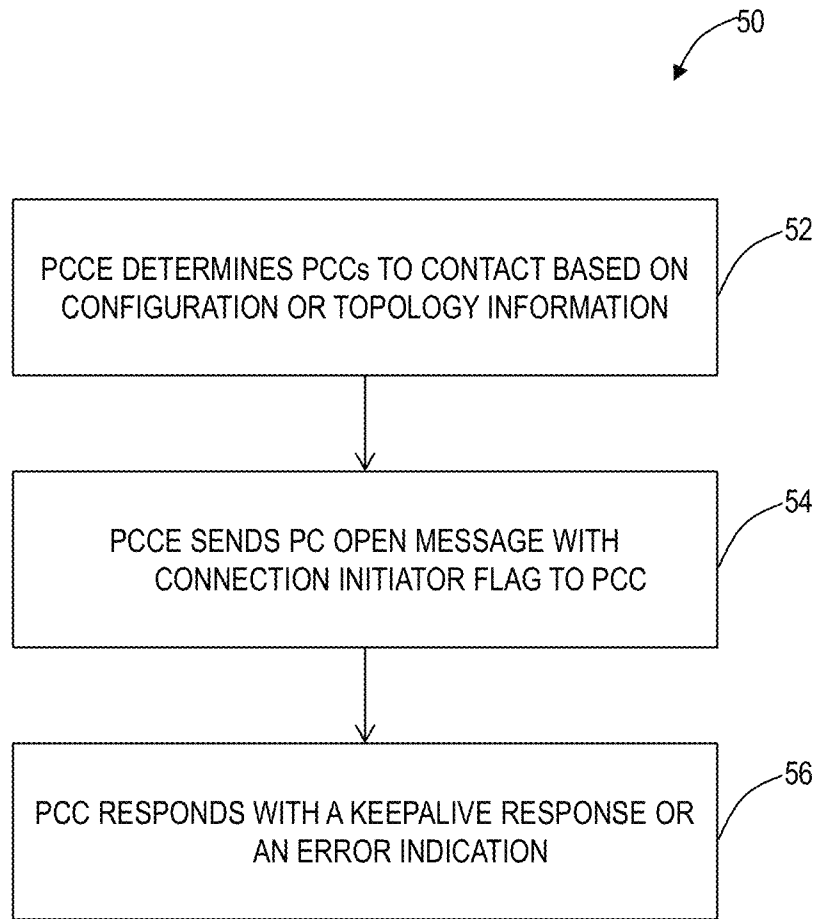 50
PCCE DETERMINES PCCs TO CONTACT BASED ON
CONFIGURATION OR TOPOLOGY INFORMATION
52
PCCE SENDS PC OPEN MESSAGE WITH
CONNECTION INITIATOR FLAG TO PCC
54
PCC RESPONDS WITH A KEEPALIVE RESPONSE OR
AN ERROR INDICATION
56